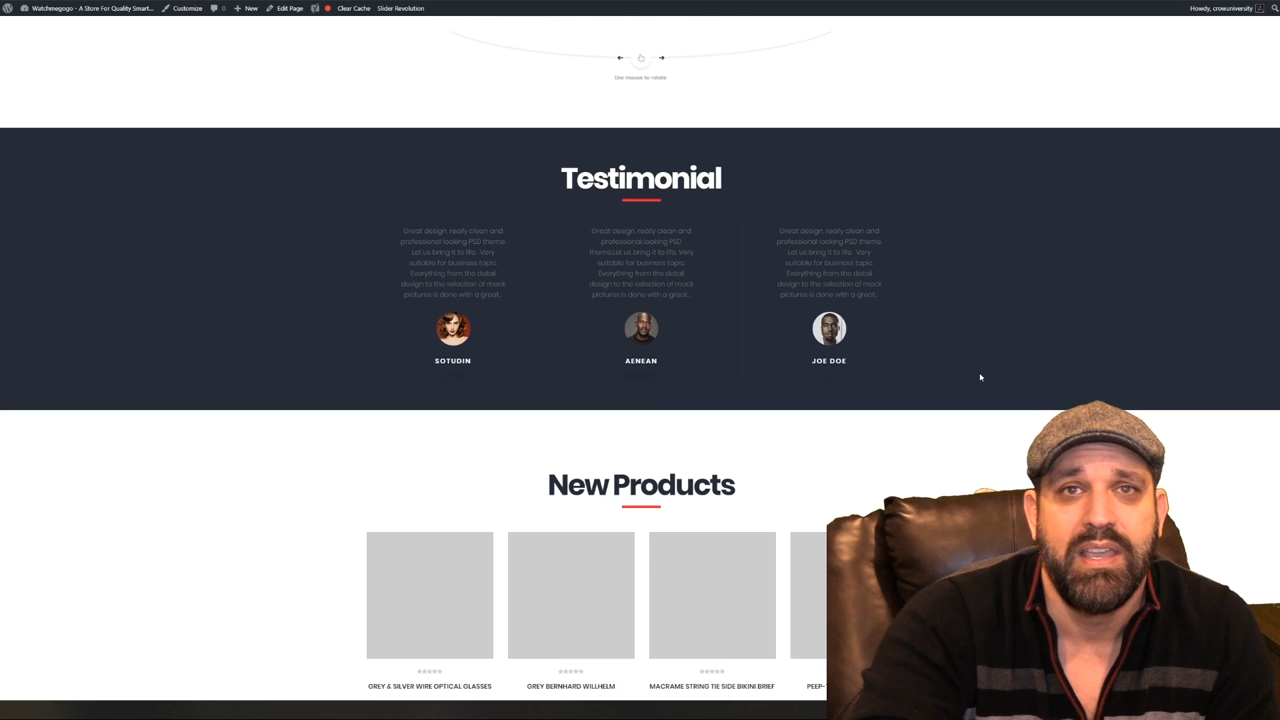 Watchmegogo - A Store For Quality Smart... Customize 0 New Edit Page Clear Cache Slider Revolution Howdy, crowuniversity
Use mouse to rotate
Testimonial
Great design, really clean and
professional looking PSD theme.
Let us bring it to life. Very
suitable for business topic.
Everything from the detail
design to the selection of mock
pictures is done with a great...
SOTUDIN
Great design, really clean and
professional looking PSD
theme.Let us bring it to life. Very
suitable for business topic.
Everything from the detail
design to the selection of mock
pictures is done with a great...
AENEAN
Great design, really clean and
professional looking PSD theme.
Let us bring it to life. Very
suitable for business topic.
Everything from the detail
design to the selection of mock
pictures is done with a great...
JOE DOE
New Products
GREY & SILVER WIRE OPTICAL GLASSES
GREY BERNHARD WILLHELM
MACRAME STRING TIE SIDE BIKINI BRIEF
PEEP-